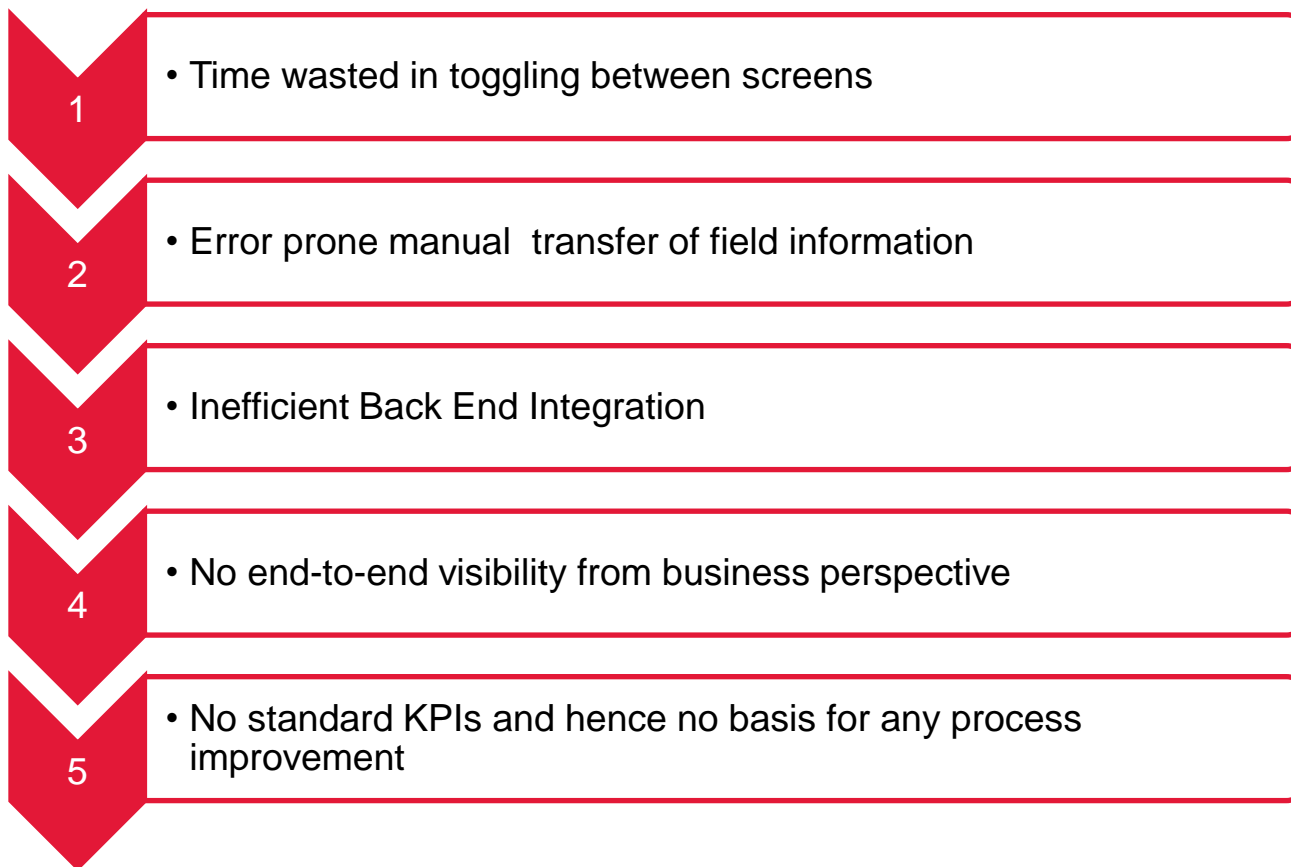 1
• Time wasted in toggling between screens
2
• Error prone manual  transfer of field information
3
• Inefficient Back End Integration
4
• No end-to-end visibility from business perspective
5
• No standard KPIs and hence no basis for any process
improvement